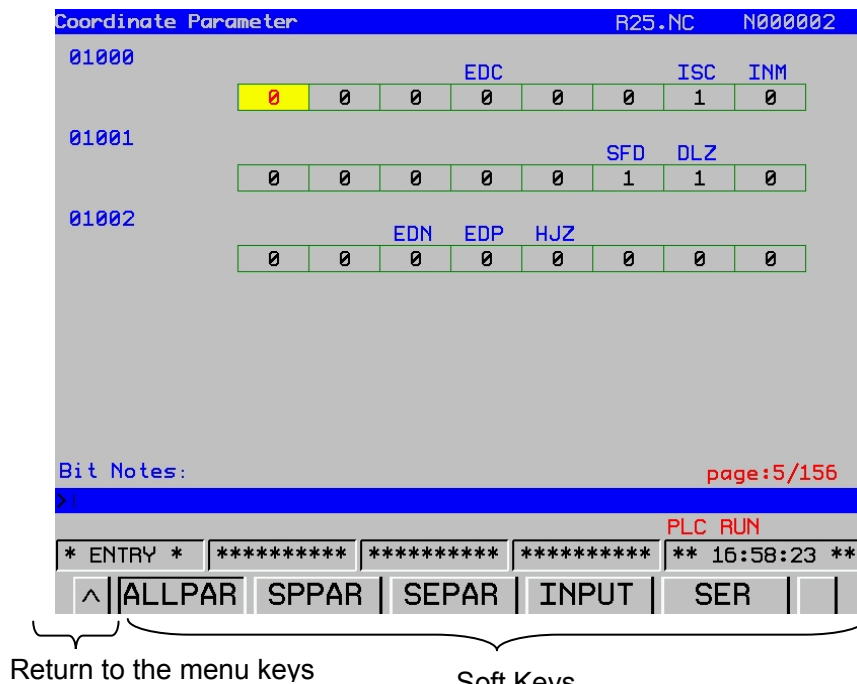 Coordinate Parameter R25.NC N000002
01000
EDC ISC INM
0 0 0 0 0 0 1 0
01001
SFD DLZ
0 0 0 0 0 1 1 0
01002
EDN EDP HJZ
0 0 0 0 0 0 0 0
Bit Notes: page:5/156
>
PLC RUN
* ENTRY * ********** ********** ********** ** 16:58:23 **
^ ALLPAR SPPAR SEPAR INPUT SER
Return to the menu keys
Soft Keys